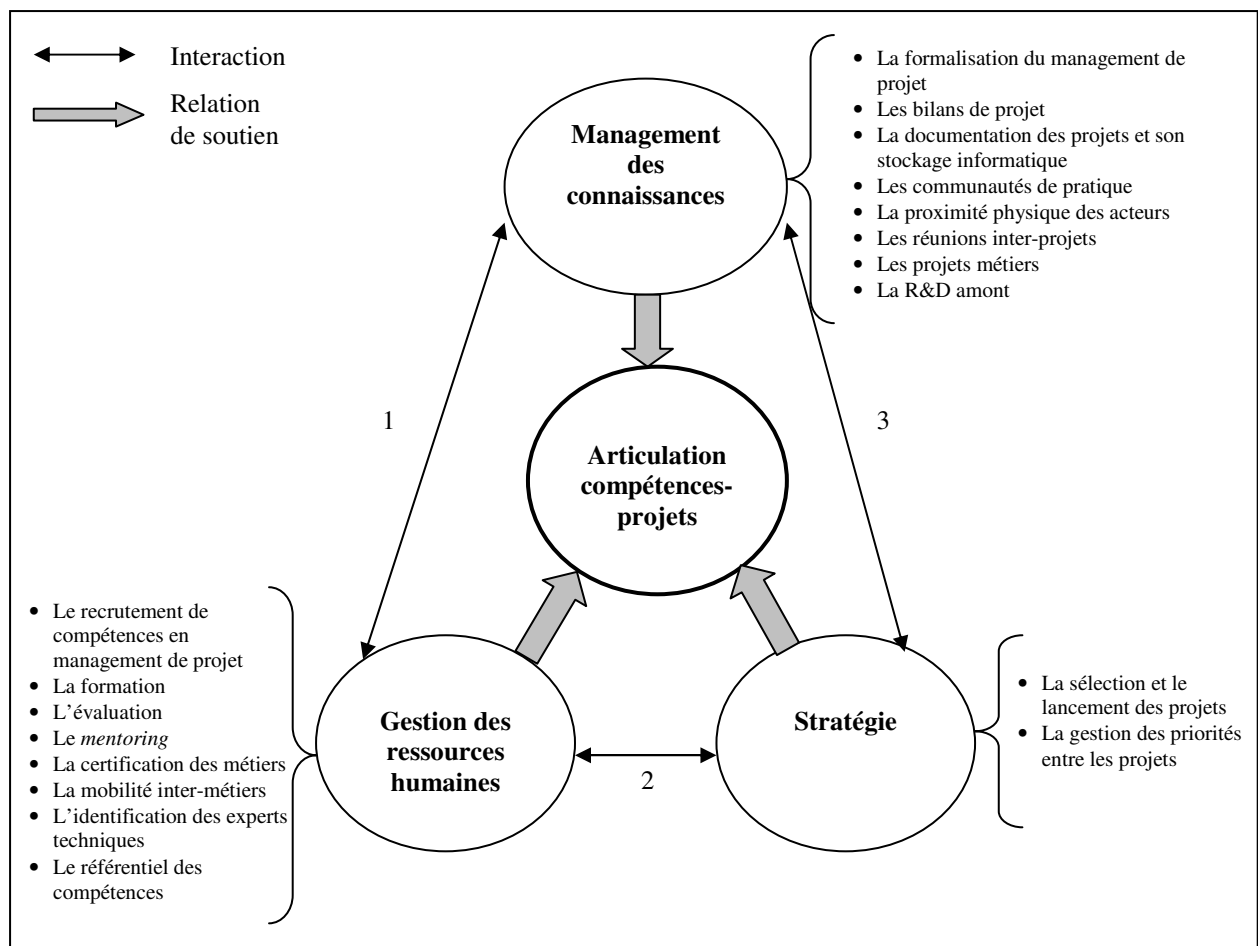 Interaction
Relation
de soutien
Management
des
connaissances
• La formalisation du management de
projet
• Les bilans de projet
• La documentation des projets et son
stockage informatique
• Les communautés de pratique
• La proximité physique des acteurs
• Les réunions inter-projets
• Les projets métiers
• La R&D amont
1
3
Articulation
compétences-
projets
• Le recrutement de
compétences en
management de projet
• La formation
• L’évaluation
• Le mentoring
• La certification des métiers
• La mobilité inter-métiers
• L’identification des experts
techniques
• Le référentiel des
compétences
Gestion des
ressources
humaines
2
Stratégie
• La sélection et le
lancement des projets
• La gestion des priorités
entre les projets